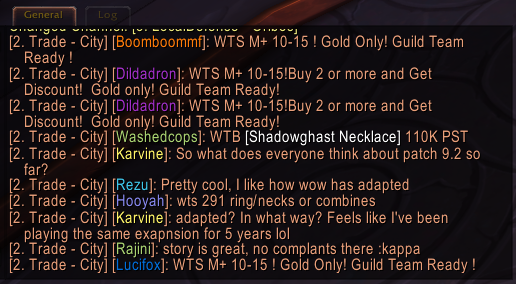 General
Log
Changed Channel: [3. LocalDefense - Oribos]
[2. Trade - City] [Boomboommf]: WTS M+ 10-15 ! Gold Only! Guild Team
Ready !
[2. Trade - City] [Dildadron]: WTS M+ 10-15!Buy 2 or more and Get
Discount! Gold only! Guild Team Ready!
[2. Trade - City] [Dildadron]: WTS M+ 10-15!Buy 2 or more and Get
Discount! Gold only! Guild Team Ready!
[2. Trade - City] [Washedcops]: WTB [Shadowghast Necklace] 110K PST
[2. Trade - City] [Karvine]: So what does everyone think about patch 9.2 so
far?
[2. Trade - City] [Rezu]: Pretty cool, I like how wow has adapted
[2. Trade - City] [Hooyah]: wts 291 ring/necks or combines
[2. Trade - City] [Karvine]: adapted? In what way? Feels like I've been
playing the same exapnsion for 5 years lol
[2. Trade - City] [Rajini]: story is great, no complants there :kappa
[2. Trade - City] [Lucifox]: WTS M+ 10-15 ! Gold Only! Guild Team Ready !